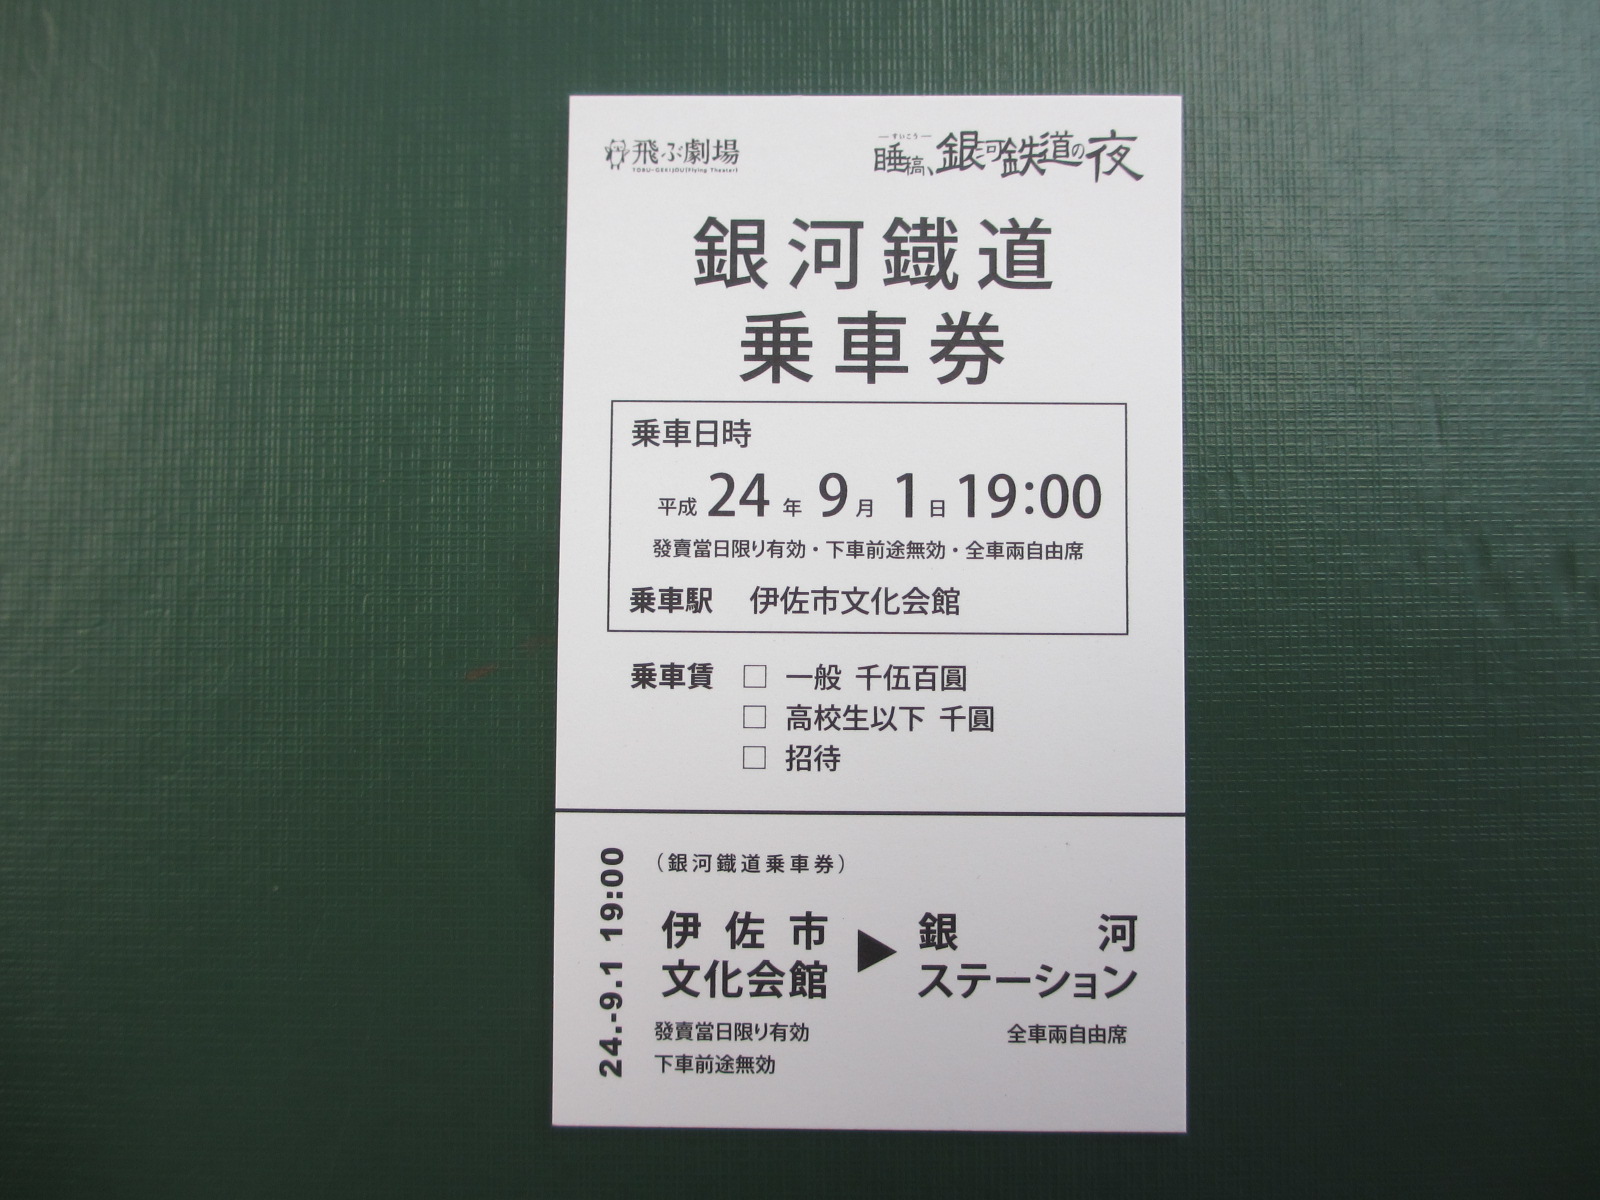 飛ぶ劇場
TOBU-GEKIJOU(Flying Theater)
すいこう
睡稿、銀河鉄道の夜
銀河鐵道
乗車券
乗車日時
平成 24 年 9 月 1 日 19:00
發賣當日限り有効・下車前途無効・全車兩自由席
乗車駅 伊佐市文化会館
乗車賃 □ 一般 千伍百圓
□ 高校生以下 千圓
□ 招待
24.-9.1 19:00
（銀河鐵道乗車券）
伊佐市
文化会館
▶
銀河
ステーション
發賣當日限り有効
下車前途無効
全車兩自由席